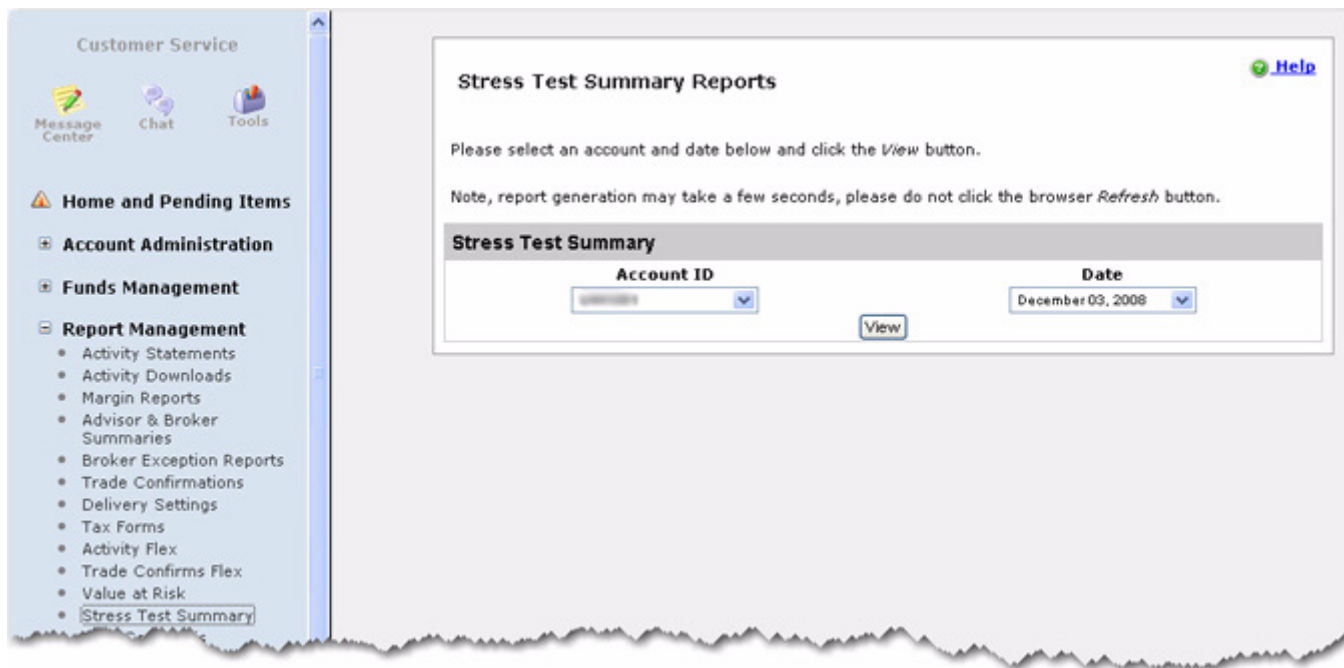 Customer Service
Message Center
Chat
Tools
Home and Pending Items
Account Administration
Funds Management
Report Management
Activity Statements
Activity Downloads
Margin Reports
Advisor & Broker
Summaries
Broker Exception Reports
Trade Confirmations
Delivery Settings
Tax Forms
Activity Flex
Trade Confirms Flex
Value at Risk
Stress Test Summary
Stress Test Summary Reports
Help
Please select an account and date below and click the View button.
Note, report generation may take a few seconds, please do not click the browser Refresh button.
Stress Test Summary
Account ID
Date
December 03, 2008
View